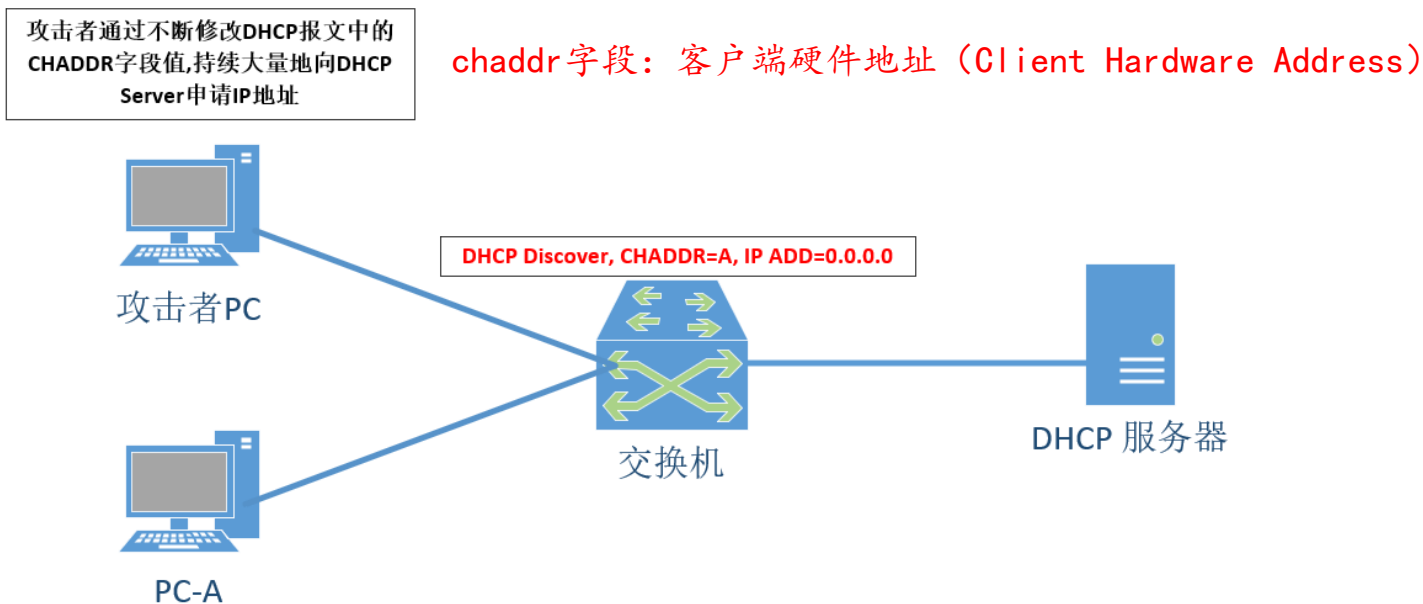 攻击者通过不断修改DHCP报文中的
CHADDR字段值,持续大量地向DHCP
Server申请IP地址
chaddr字段：客户端硬件地址（Client Hardware Address）
DHCP Discover, CHADDR=A, IP ADD=0.0.0.0
攻击者PC
交换机
DHCP 服务器
PC-A